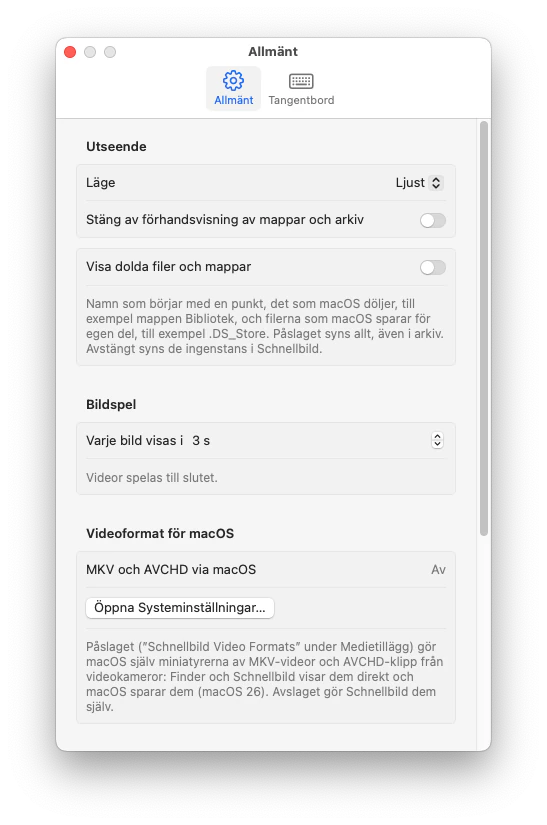 Allmänt
Allmänt
Tangentbord
Utseende
Läge
Ljust
Stäng av förhandsvisning av mappar och arkiv
Visa dolda filer och mappar
Namn som börjar med en punkt, det som macOS döljer, till
exempel mappen Bibliotek, och filerna som macOS sparar för
egen del, till exempel .DS_Store. Påslaget syns allt, även i arkiv.
Avstängt syns de ingenstans i Schnellbild.
Bildspel
Varje bild visas i 3 s
Videor spelas till slutet.
Videoformat för macOS
MKV och AVCHD via macOS
Av
Öppna Systeminställningar...
Påslaget (”Schnellbild Video Formats” under Medietillägg) gör
macOS själv miniatyrerna av MKV-videor och AVCHD-klipp från
videokameror: Finder och Schnellbild visar dem direkt och
macOS sparar dem (macOS 26). Avslaget gör Schnellbild dem
själv.